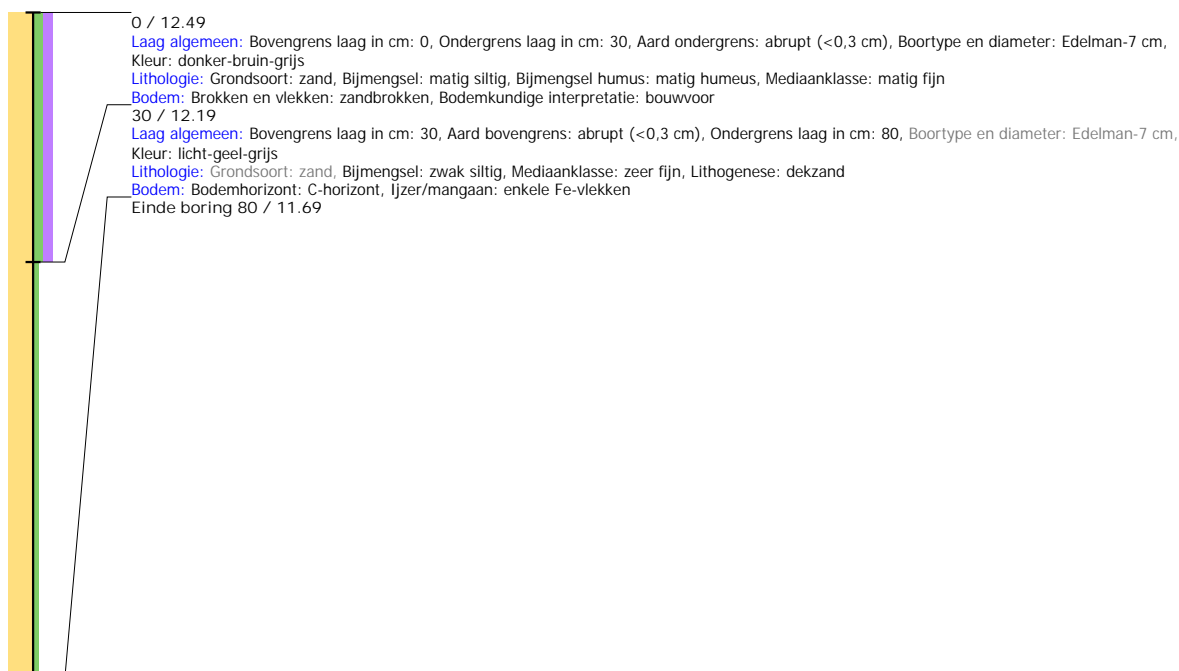 0 / 12.49
Laag algemeen: Bovengrens laag in cm: 0, Ondergrens laag in cm: 30, Aard ondergrens: abrupt (<0,3 cm), Boortype en diameter: Edelman-7 cm,
Kleur: donker-bruin-grijs
Lithologie: Grondsoort: zand, Bijmengsel: matig siltig, Bijmengsel humus: matig humeus, Mediaanklasse: matig fijn
Bodem: Brokken en vlekken: zandbrokken, Bodemkundige interpretatie: bouwvoor
30 / 12.19
Laag algemeen: Bovengrens laag in cm: 30, Aard bovengrens: abrupt (<0,3 cm), Ondergrens laag in cm: 80, Boortype en diameter: Edelman-7 cm,
Kleur: licht-geel-grijs
Lithologie: Grondsoort: zand, Bijmengsel: zwak siltig, Mediaanklasse: zeer fijn, Lithogenese: dekzand
Bodem: Bodemhorizont: C-horizont, Ijzer/mangaan: enkele Fe-vlekken
Einde boring 80 / 11.69